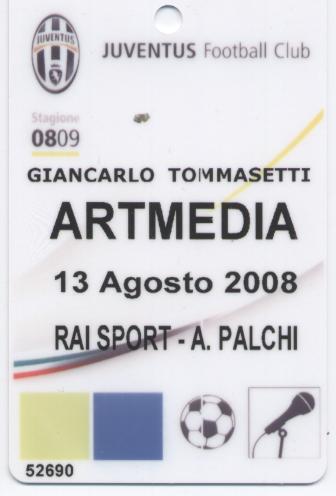 JUVENTUS
JUVENTUS Football Club
Stagione
0809
GIANCARLO TOMMASETTI
ARTMEDIA
13 Agosto 2008
RAI SPORT - A. PALCHI
52690